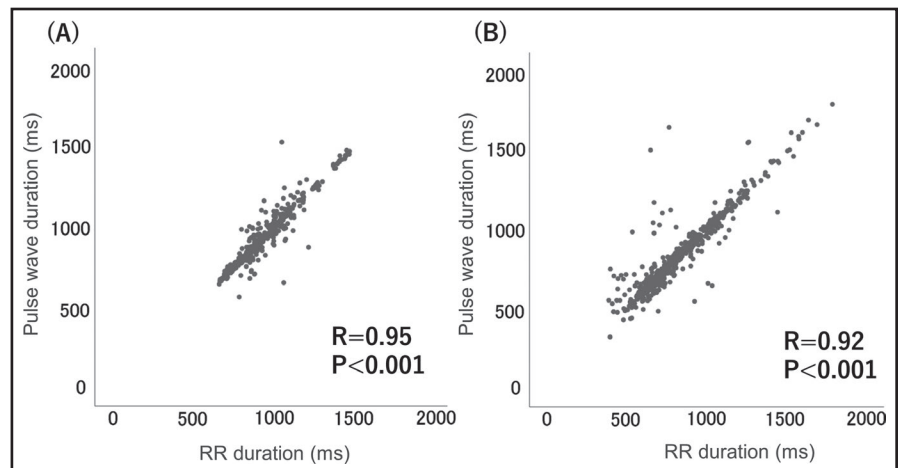 (A)
Pulse wave duration (ms)
2000
1500
1000
500
0
R=0.95
P<0.001
0 500 1000 1500 2000
RR duration (ms)
(B)
Pulse wave duration (ms)
2000
1500
1000
500
0
R=0.92
P<0.001
0 500 1000 1500 2000
RR duration (ms)